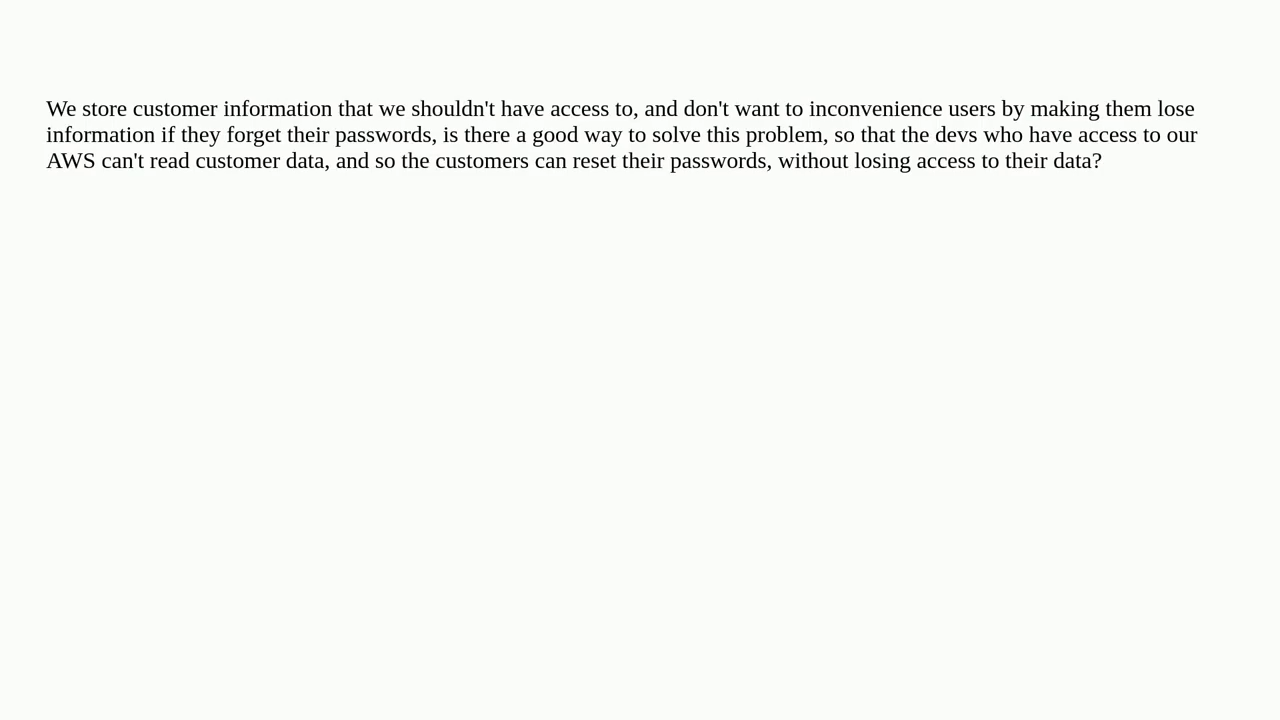 We store customer information that we shouldn't have access to, and don't want to inconvenience users by making them lose
information if they forget their passwords, is there a good way to solve this problem, so that the devs who have access to our
AWS can't read customer data, and so the customers can reset their passwords, without losing access to their data?